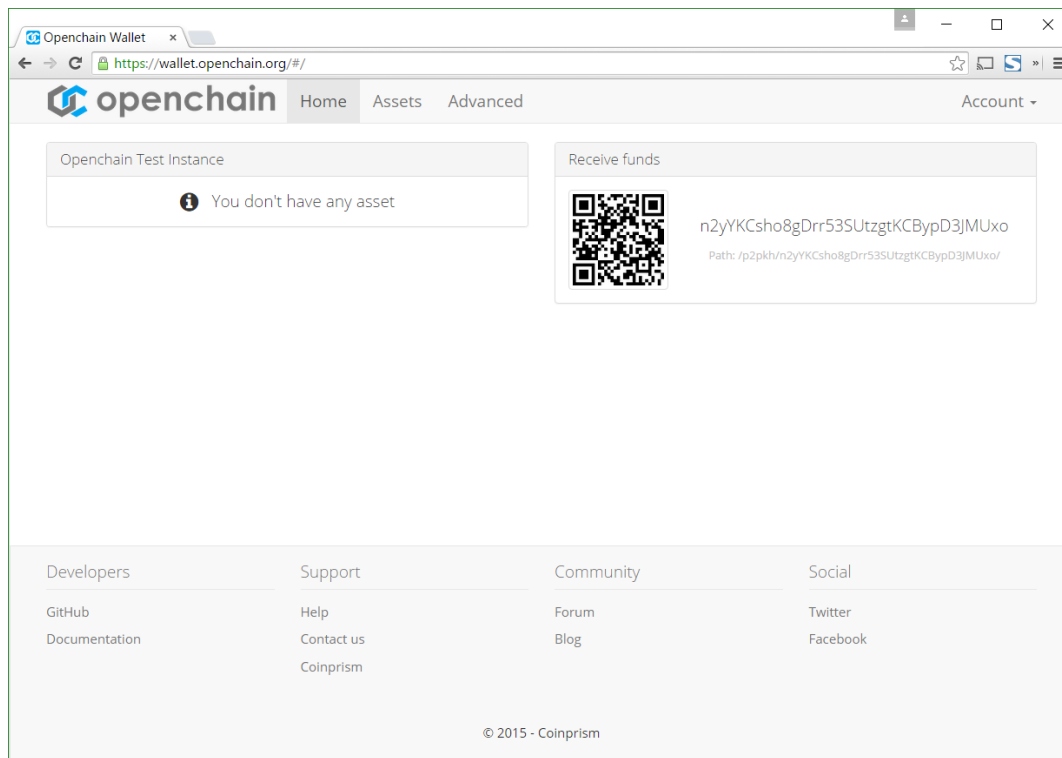 Openchain Wallet
https://wallet.openchain.org/#/
openchain Home Assets Advanced Account
Openchain Test Instance
You don't have any asset
Receive funds
n2yYKCsho8gDrr53SUtzgtKCBypD3JMUxo
Path: /p2pkh/n2yYKCsho8gDrr53SUtzgtKCBypD3JMUxo/
Developers
GitHub
Documentation
Support
Help
Contact us
Coinprism
Community
Forum
Blog
Social
Twitter
Facebook
© 2015 - Coinprism